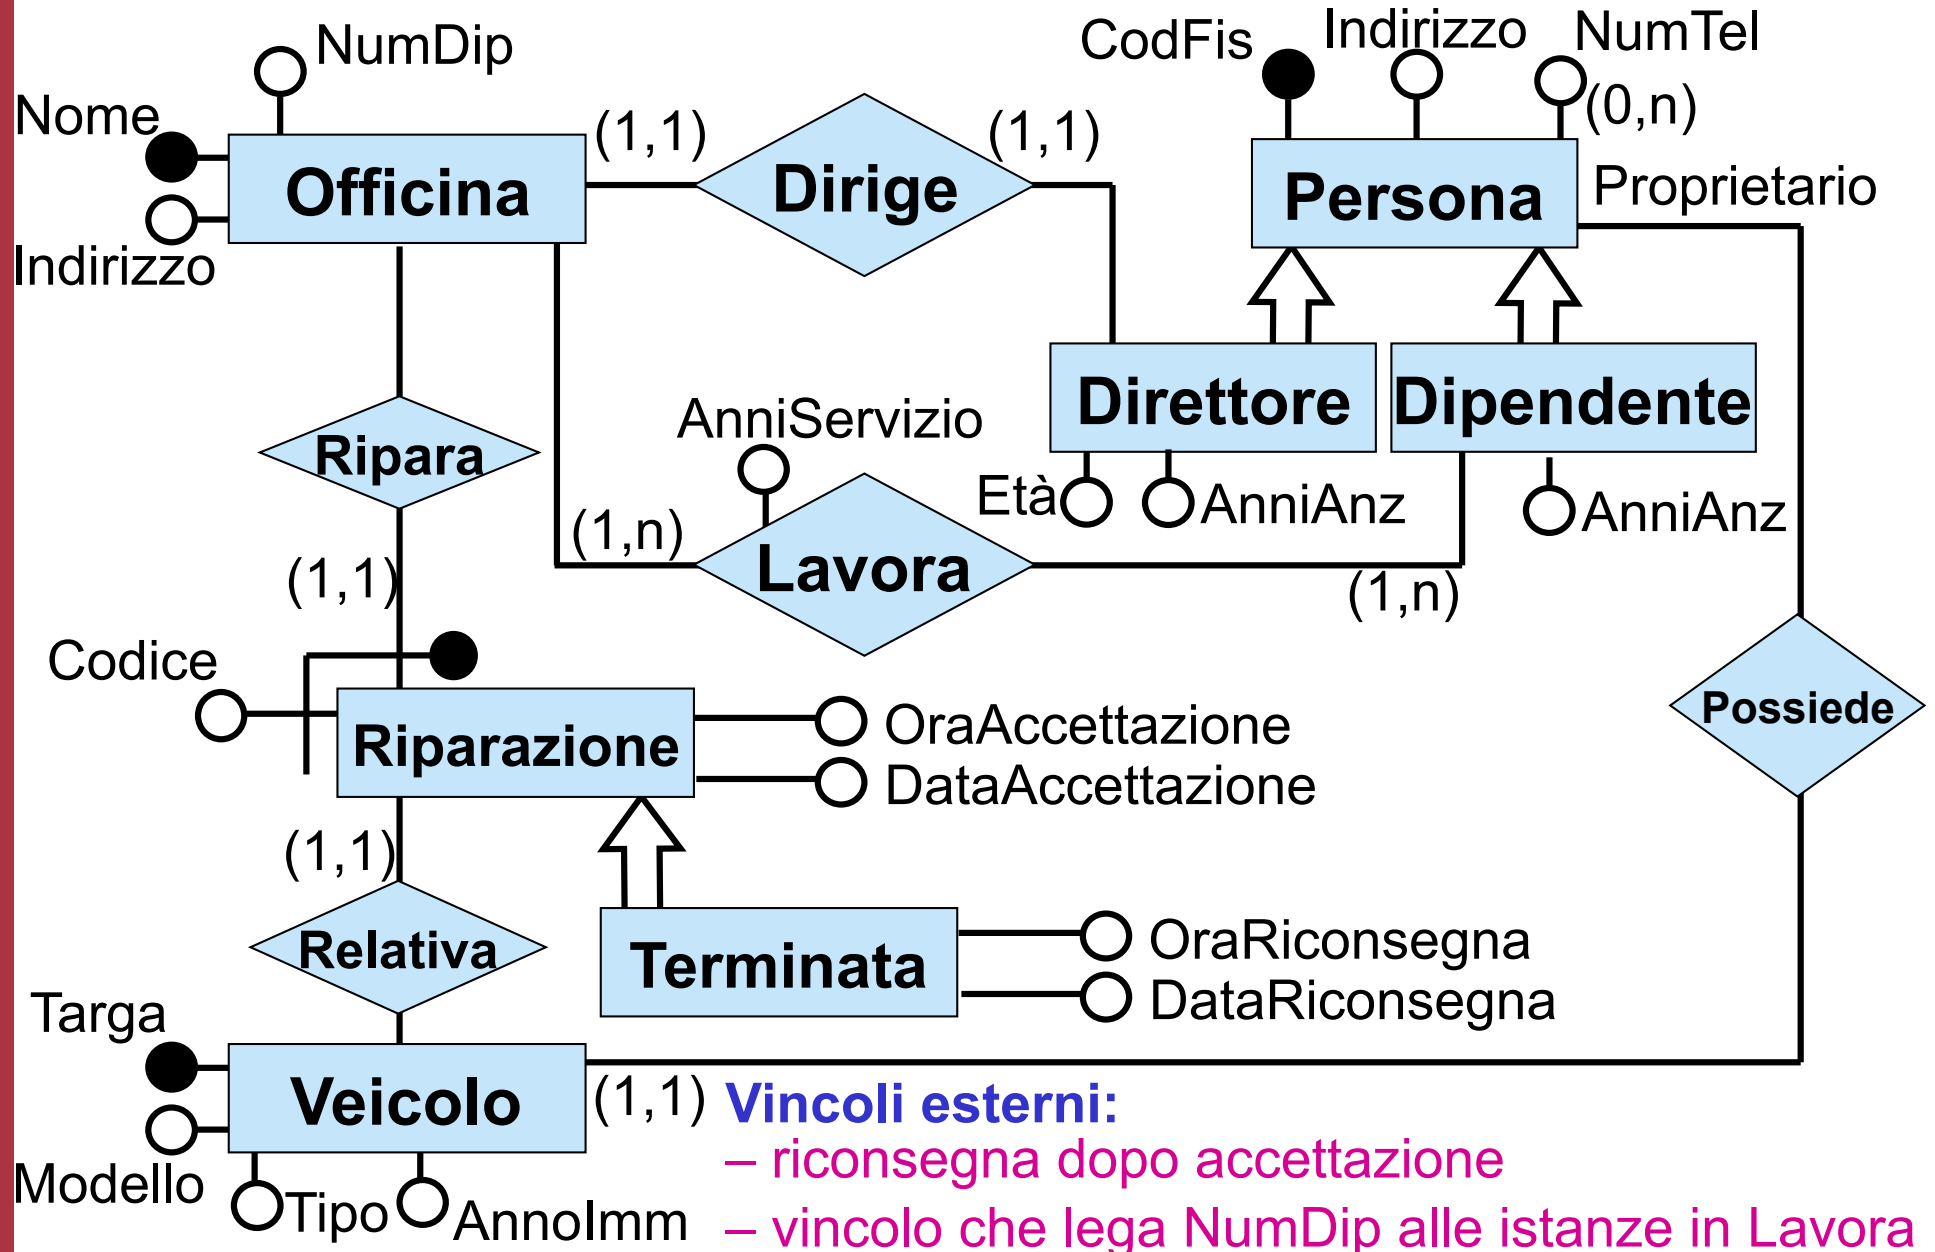 NumDip
CodFis
Indirizzo
NumTel
(0,n)
Nome
(1,1)
(1,1)
Officina
Dirige
Persona
Proprietario
Indirizzo
Direttore
Dipendente
AnniServizio
Ripara
Età
AnniAnz
AnniAnz
(1,n)
Lavora
(1,1)
(1,n)
Codice
Possiede
Riparazione
OraAccettazione
DataAccettazione
(1,1)
Relativa
Terminata
OraRiconsegna
DataRiconsegna
Targa
Veicolo
(1,1)
Vincoli esterni:
– riconsegna dopo accettazione
Modello
Tipo
AnnoImm
– vincolo che lega NumDip alle istanze in Lavora